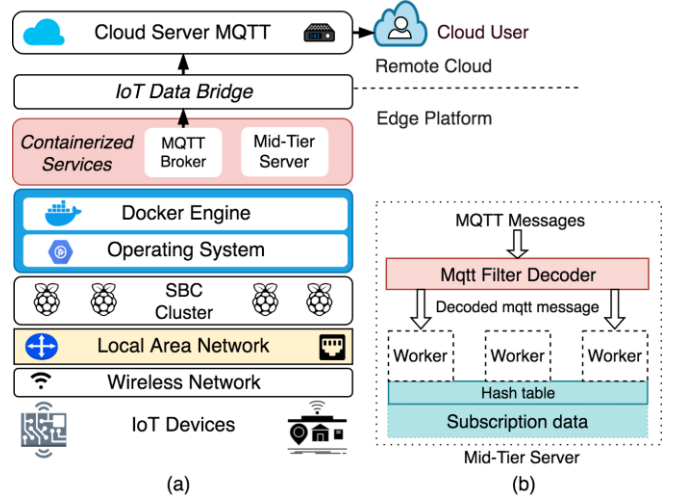 Cloud Server MQTT
Cloud User
Remote Cloud
IoT Data Bridge
Edge Platform
Containerized
Services
MQTT
Broker
Mid-Tier
Server
Docker Engine
Operating System
SBC
Cluster
Local Area Network
Wireless Network
IoT Devices
(a)
MQTT Messages
Mqtt Filter Decoder
Decoded mqtt message
Worker
Worker
Worker
Hash table
Subscription data
Mid-Tier Server
(b)